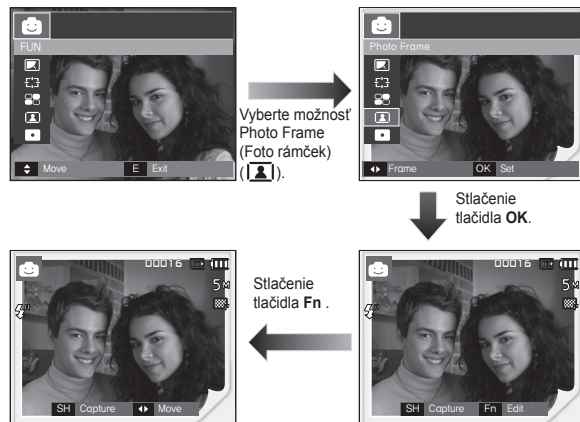 FUN
Move E Exit
Vyberte možnosť
Photo Frame
(Foto rámček)
( ).
Photo Frame
Frame OK Set
Stlačenie
tlačidla OK.
00016
5M
SH Capture Fn Edit
Stlačenie
tlačidla Fn .
00016
5M
SH Capture Move